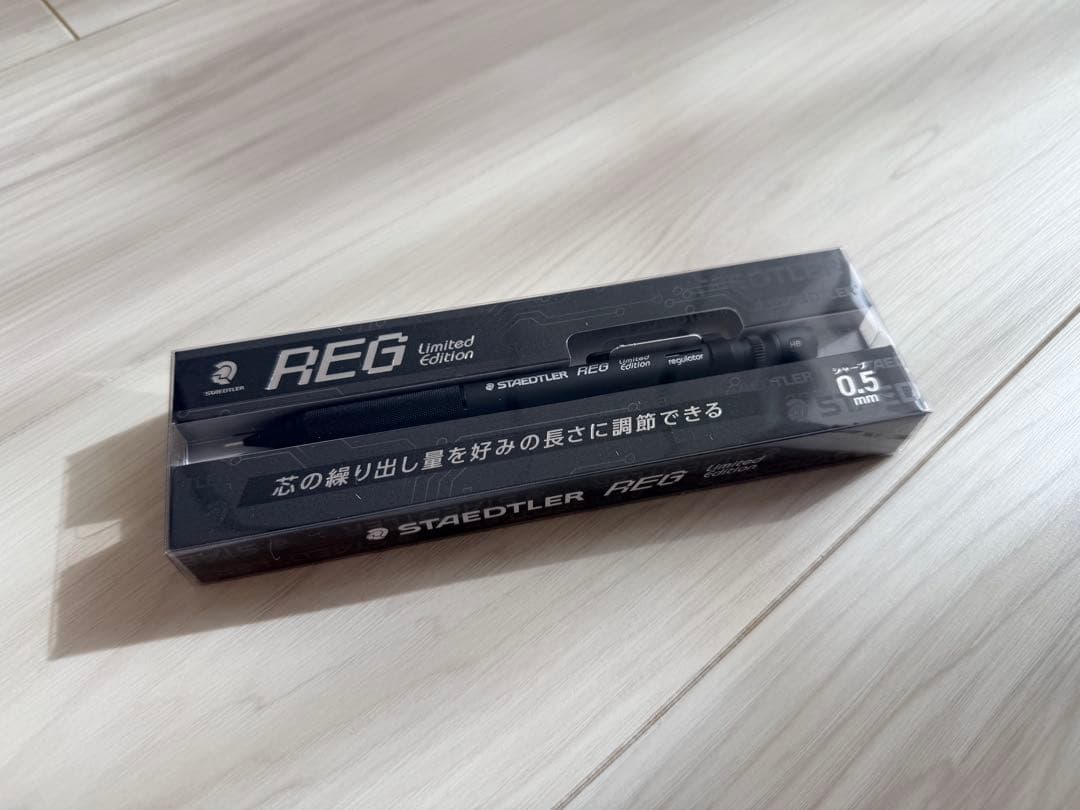 STAEDTLER
REG
Limited
Edition
STAEDTLER REG Limited Edition regulator
HB
シャープ
0.5
mm
芯の繰り出し量を好みの長さに調節できる
STAEDTLER REG Limited Edition